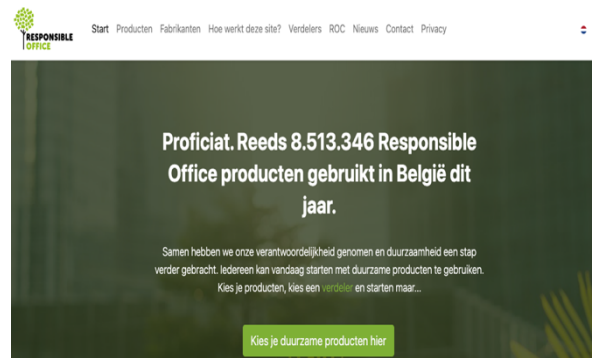 RESPONSIBLE
OFFICE
Start Producten Fabrikanten Hoe werkt deze site? Verdelers ROC Nieuws Contact Privacy
Proficiat. Reeds 8.513.346 Responsible
Office producten gebruikt in België dit
jaar.
Samen hebben we onze verantwoordelijkheid genomen en duurzaamheid een stap
verder gebracht. Iedereen kan vandaag starten met duurzame producten te gebruiken.
Kies je producten, kies een verdeler en starten maar...
Kies je duurzame producten hier